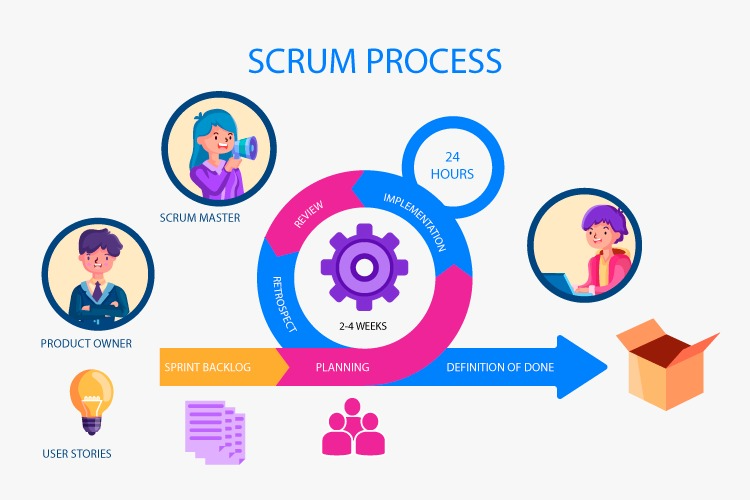 SCRUM PROCESS
24
HOURS
SCRUM MASTER
REVIEW
IMPLEMENTATION
RETROSPECT
2-4 WEEKS
PRODUCT OWNER
SPRINT BACKLOG
PLANNING
DEFINITION OF DONE
USER STORIES